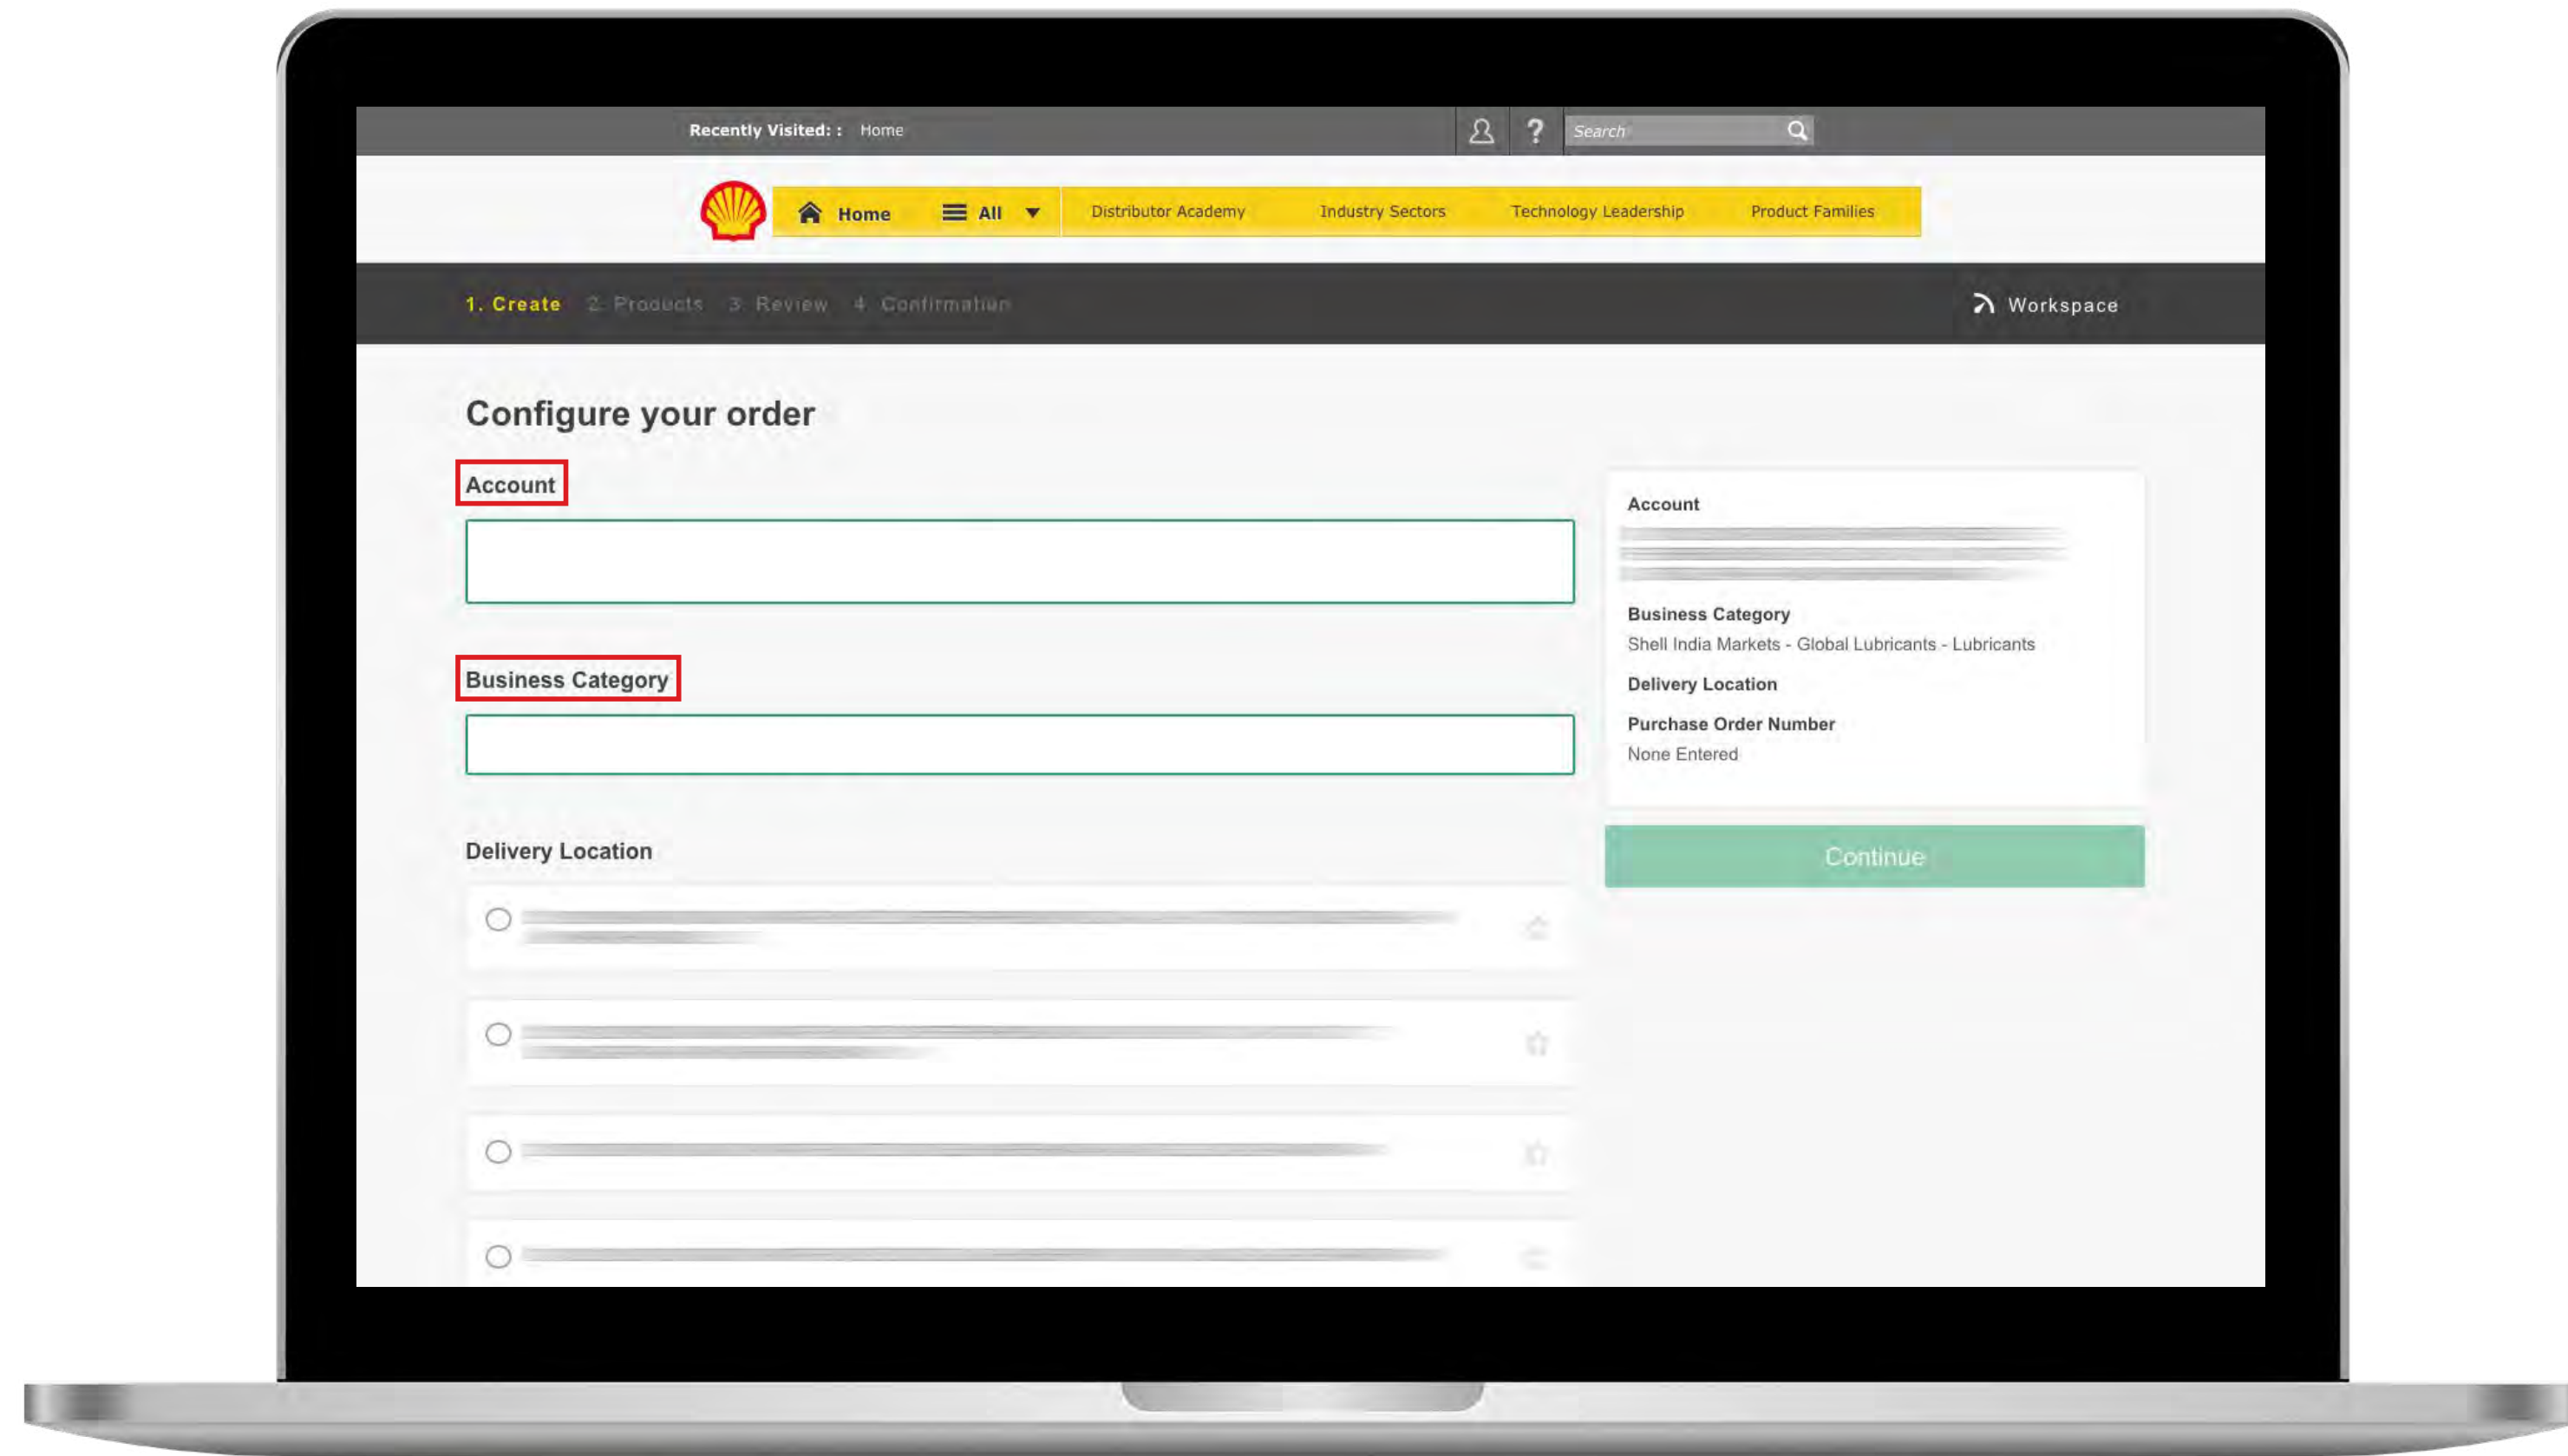 Recently Visited: : Home
? Search
Home All Distributor Academy Industry Sectors Technology Leadership Product Families
1. Create 2. Products 3. Review 4. Confirmation
Workspace
Configure your order
Account
Business Category
Delivery Location
Account
Business Category
Shell India Markets - Global Lubricants - Lubricants
Delivery Location
Purchase Order Number
None Entered
Continue